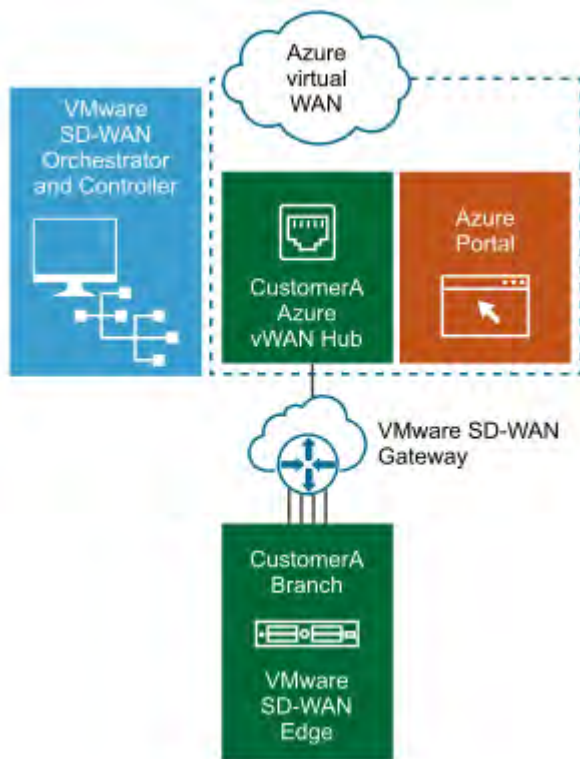 Azure
virtual
WAN
VMware
SD-WAN
Orchestrator
and Controller
CustomerA
Azure
vWAN Hub
Azure
Portal
VMware SD-WAN
Gateway
CustomerA
Branch
VMware
SD-WAN
Edge